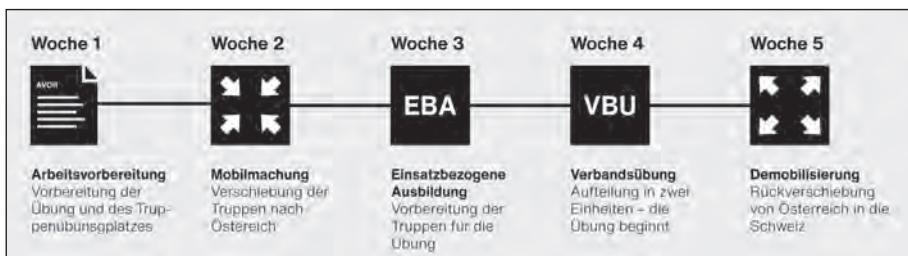 Woche 1
Woche 2
Woche 3
Woche 4
Woche 5
AVOR
EBA
VBU
Arbeitsvorbereitung
Vorbereitung der
Übung und des Trup-
penübunsgplatzes
Mobilmachung
Verschiebung der
Truppen nach
Östereich
Einsatzbezogene
Ausbildung
Vorbereitung der
Truppen für die
Übung
Verbandsübung
Aufteilung in zwei
Einheiten – die
Übung beginnt
Demobilisierung
Rückverschiebung
von Österreich in die
Schweiz